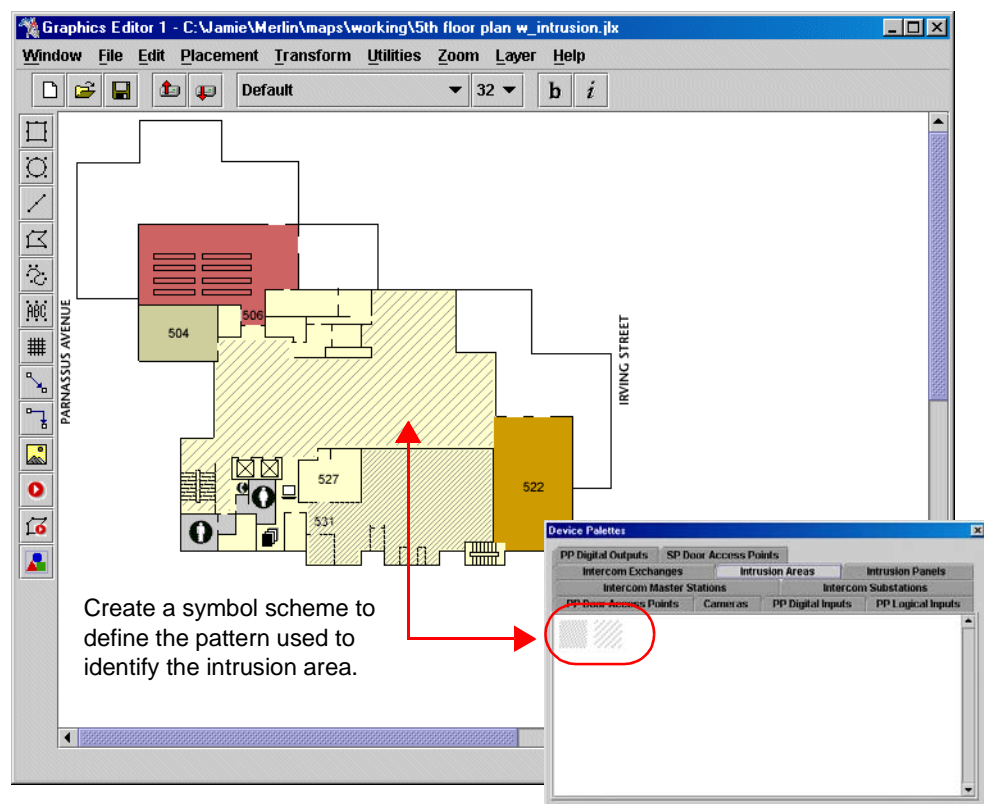 Graphics Editor 1 - C:\Jamie\Merlin\maps\working\5th floor plan w_intrusion.jlx
Window File Edit Placement Transform Utilities Zoom Layer Help
Default 32 b i
ABC
PARNASSUS AVENUE
IRVING STREET
506
504
527
522
531
Create a symbol scheme to
define the pattern used to
identify the intrusion area.
Device Palettes
PP Digital Outputs SP Door Access Points
Intercom Exchanges Intrusion Areas Intrusion Panels
Intercom Master Stations Intercom Substations
PP Door Access Points Cameras PP Digital Inputs PP Logical Inputs